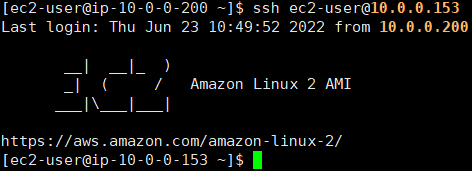 [ec2-user@ip-10-0-0-200 ~]$ ssh ec2-user@10.0.0.153
Last login: Thu Jun 23 10:49:52 2022 from 10.0.0.200

       __|  __|_  )
       _|  (     /   Amazon Linux 2 AMI
      ___|\___|___|

https://aws.amazon.com/amazon-linux-2/
[ec2-user@ip-10-0-0-153 ~]$